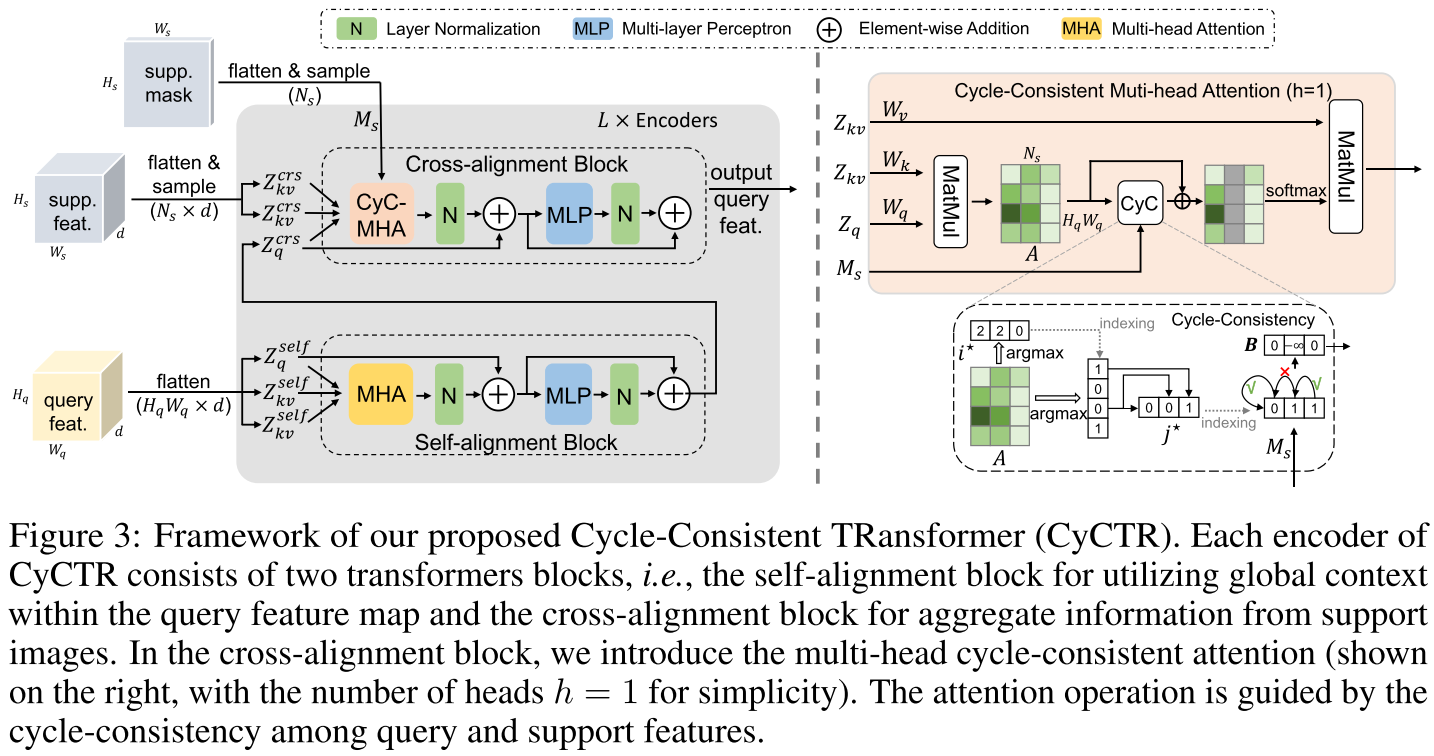 N Layer Normalization MLP Multi-layer Perceptron Element-wise Addition MHA Multi-head Attention
W_s
H_s
supp. mask
flatten & sample
(N_s)
M_s
L × Encoders
H_s
supp. feat.
W_s
d
flatten & sample
(N_s × d)
Z_{kv}^{crs}
Z_{kv}^{crs}
Z_q^{crs}
Cross-alignment Block
CyC-MHA
N
+
MLP
N
+
output query feat.
H_q
query feat.
W_q
d
flatten
(H_qW_q × d)
Z_q^{self}
Z_{kv}^{self}
Z_{kv}^{self}
MHA
N
+
MLP
N
+
Self-alignment Block
Cycle-Consistent Muti-head Attention (h=1)
Z_{kv}
W_v
Z_{kv}
W_k
Z_q
W_q
M_s
MatMul
N_s
H_qW_q
A
CyC
softmax
MatMul
Cycle-Consistency
2 2 0
i*
argmax
indexing
A
argmax
1
0
0
1
0 0 1
j*
indexing
B
0 −∞ 0
√ × √
0 1 1
M_s
Figure 3: Framework of our proposed Cycle-Consistent TRansformer (CyCTR). Each encoder of
CyCTR consists of two transformers blocks, i.e., the self-alignment block for utilizing global context
within the query feature map and the cross-alignment block for aggregate information from support
images. In the cross-alignment block, we introduce the multi-head cycle-consistent attention (shown
on the right, with the number of heads h = 1 for simplicity). The attention operation is guided by the
cycle-consistency among query and support features.